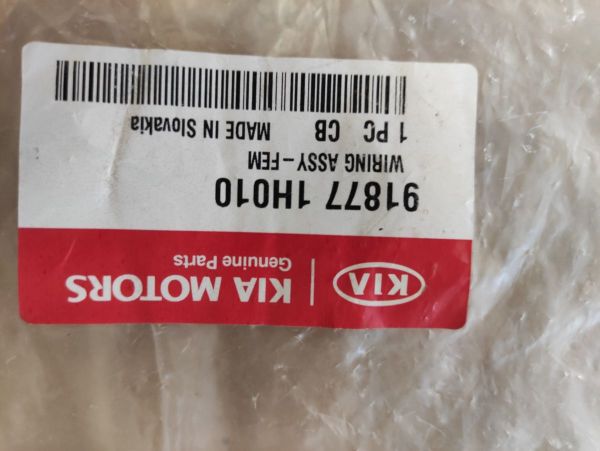 KIA
KIA MOTORS
Genuine Parts
91877 1H010
WIRING ASSY-FEM
1 PC CB MADE IN Slovakia